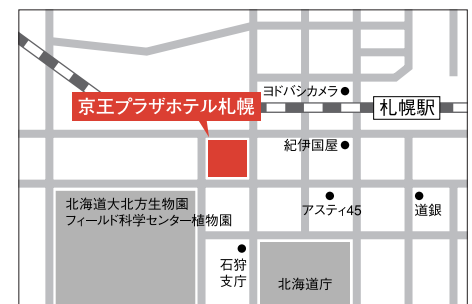 ヨドバシカメラ
京王プラザホテル札幌
札幌駅
紀伊国屋
北海道大北方生物園
フィールド科学センター植物園
アスティ45
道銀
石狩
支庁
北海道庁